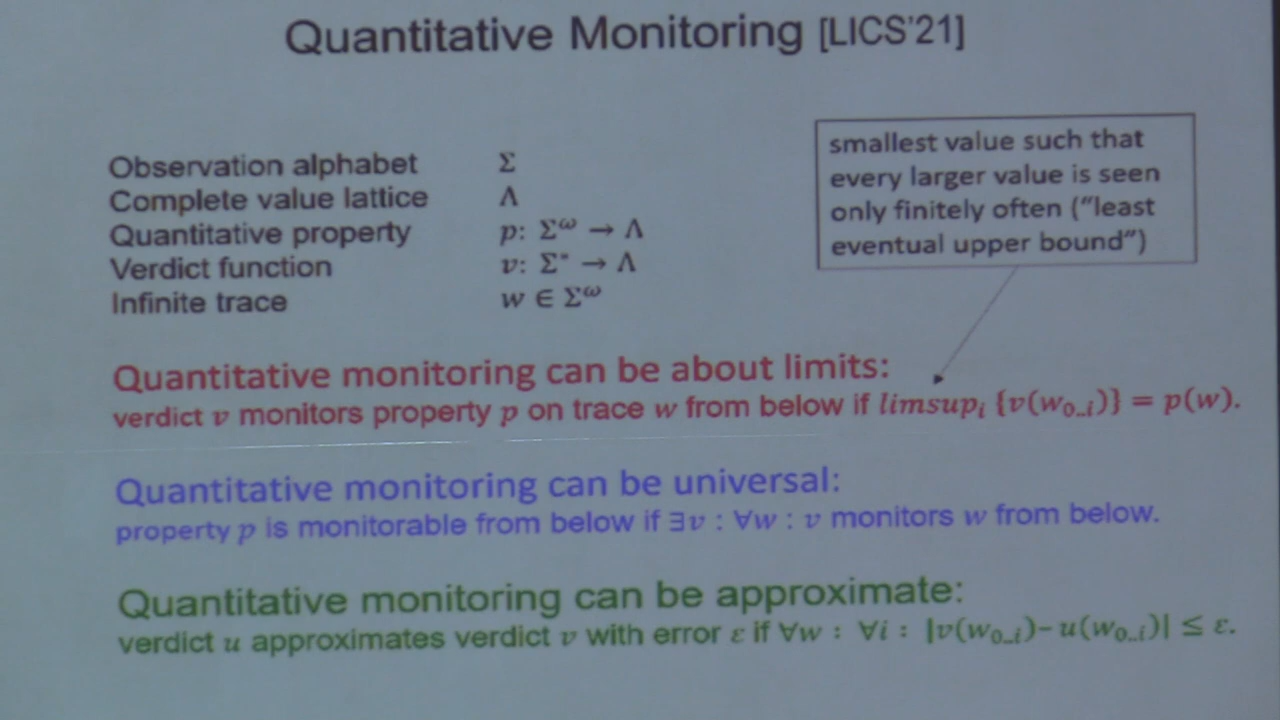 Quantitative Monitoring [LICS'21]
Observation alphabet Σ
Complete value lattice Λ
Quantitative property p: Σ^ω → Λ
Verdict function v: Σ* → Λ
Infinite trace w ∈ Σ^ω
smallest value such that
every larger value is seen
only finitely often ("least
eventual upper bound")
Quantitative monitoring can be about limits:
verdict v monitors property p on trace w from below if limsup_i {v(w_0..i)} = p(w).
Quantitative monitoring can be universal:
property p is monitorable from below if ∃v : ∀w : v monitors w from below.
Quantitative monitoring can be approximate:
verdict u approximates verdict v with error ε if ∀w : ∀i : |v(w_0..i)-u(w_0..i)| ≤ ε.